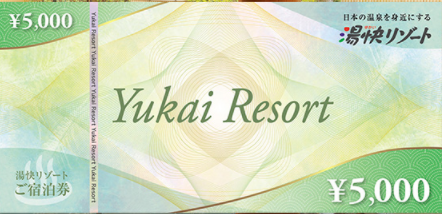 ¥5,000
Yukai Resort Yukai Resort Yukai Resort Yukai Resort Yukai Resort
日本の温泉を身近にする
湯快リゾート
Yukai Resort
湯快リゾート
ご宿泊券
¥5,000